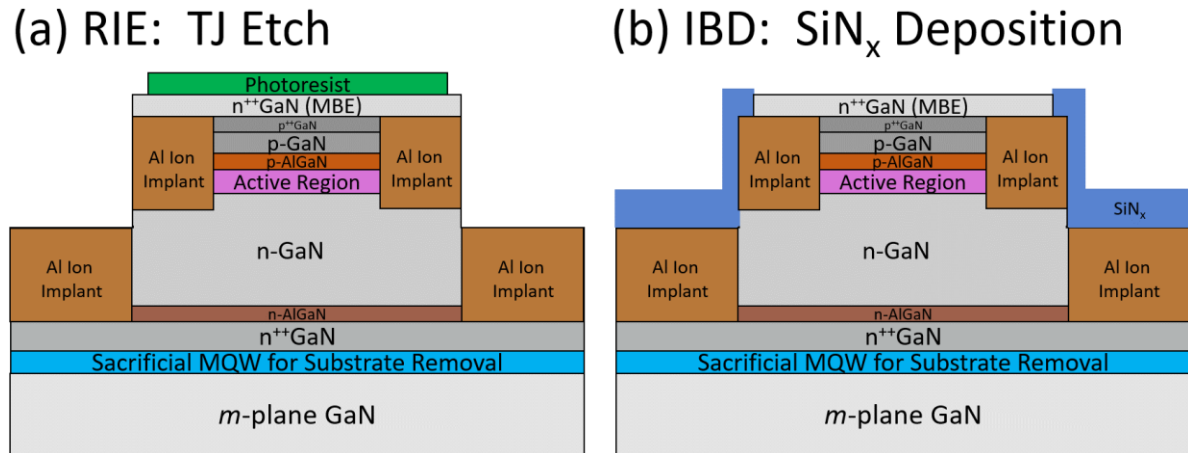 (a) RIE: TJ Etch
Photoresist
n⁺⁺GaN (MBE)
p⁺⁺GaN
p-GaN
p-AlGaN
Active Region
Al Ion
Implant
Al Ion
Implant
n-GaN
Al Ion
Implant
Al Ion
Implant
n-AlGaN
n⁺⁺GaN
Sacrificial MQW for Substrate Removal
m-plane GaN
(b) IBD: SiNₓ Deposition
n⁺⁺GaN (MBE)
p⁺⁺GaN
p-GaN
p-AlGaN
Active Region
Al Ion
Implant
Al Ion
Implant
SiNₓ
n-GaN
Al Ion
Implant
Al Ion
Implant
n-AlGaN
n⁺⁺GaN
Sacrificial MQW for Substrate Removal
m-plane GaN